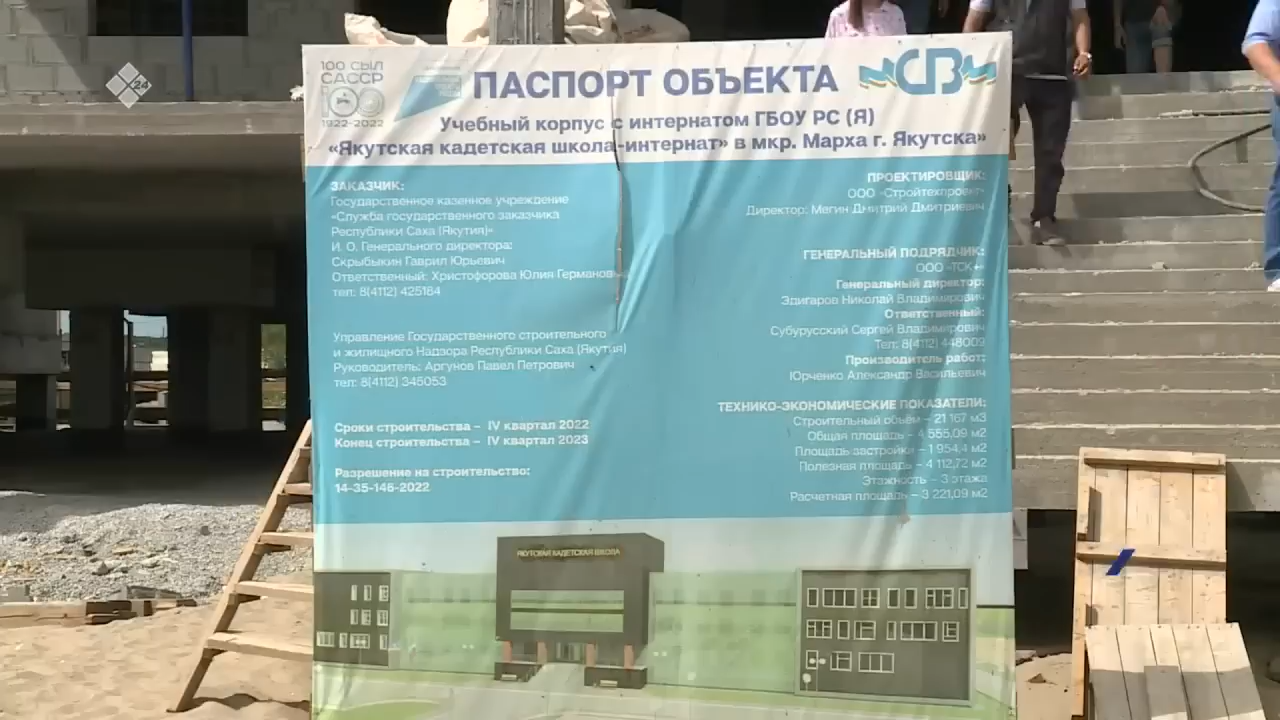 24
100 СЫЛ
САССР
100
1922-2022
ПАСПОРТ ОБЪЕКТА
СВЗ
Учебный корпус с интернатом ГБОУ РС (Я)
«Якутская кадетская школа-интернат» в мкр. Марха г. Якутска»
ЗАКАЗЧИК:
Государственное казенное учреждение
«Служба государственного заказчика
Республики Саха (Якутия)»
И. О. Генерального директора:
Скрыбыкин Гаврил Юрьевич
Ответственный: Христофорова Юлия Германовна
тел: 8(4112) 425164
Управление Государственного строительного
и жилищного Надзора Республики Саха (Якутия)
Руководитель: Аргунов Павел Петрович
тел: 8(4112) 345053
Сроки строительства – IV квартал 2022
Конец строительства – IV квартал 2023
Разрешение на строительство:
14-35-146-2022
ПРОЕКТИРОВЩИК:
ООО «Стройтехпроект»
Директор: Мегин Дмитрий Дмитриевич
ГЕНЕРАЛЬНЫЙ ПОДРЯДЧИК:
ООО «ТСК+»
Генеральный директор:
Эдигаров Николай Владимирович
Ответственный:
Субурусский Сергей Владимирович
Тел: 8(4112) 448009
Производитель работ:
Юрченко Александр Васильевич
ТЕХНИКО-ЭКОНОМИЧЕСКИЕ ПОКАЗАТЕЛИ:
Строительный объем – 21 167 м3
Общая площадь – 4 555,09 м2
Площадь застройки – 1 954,4 м2
Полезная площадь – 4 112,72 м2
Этажность – 3 этажа
Расчетная площадь – 3 221,09 м2
ЯКУТСКАЯ КАДЕТСКАЯ ШКОЛА